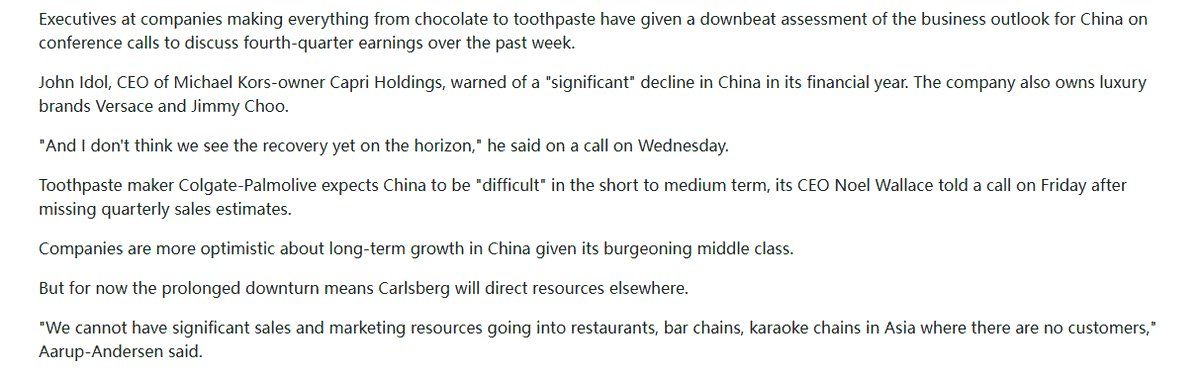 Executives at companies making everything from chocolate to toothpaste have given a downbeat assessment of the business outlook for China on
conference calls to discuss fourth-quarter earnings over the past week.
John Idol, CEO of Michael Kors-owner Capri Holdings, warned of a "significant" decline in China in its financial year. The company also owns luxury
brands Versace and Jimmy Choo.
"And I don't think we see the recovery yet on the horizon," he said on a call on Wednesday.
Toothpaste maker Colgate-Palmolive expects China to be "difficult" in the short to medium term, its CEO Noel Wallace told a call on Friday after
missing quarterly sales estimates.
Companies are more optimistic about long-term growth in China given its burgeoning middle class.
But for now the prolonged downturn means Carlsberg will direct resources elsewhere.
"We cannot have significant sales and marketing resources going into restaurants, bar chains, karaoke chains in Asia where there are no customers,"
Aarup-Andersen said.